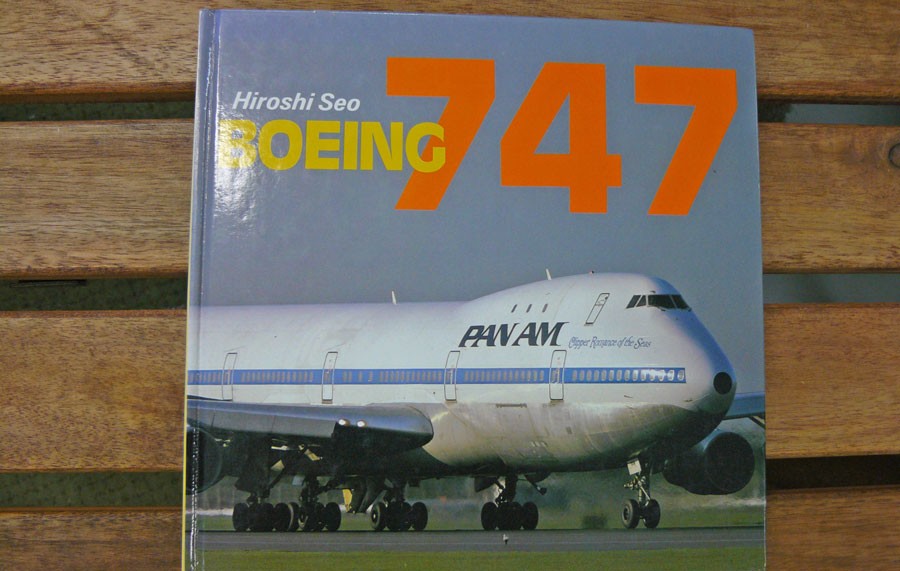 Hiroshi Seo
BOEING 747
PAN AM
Clipper Romance of the Seas